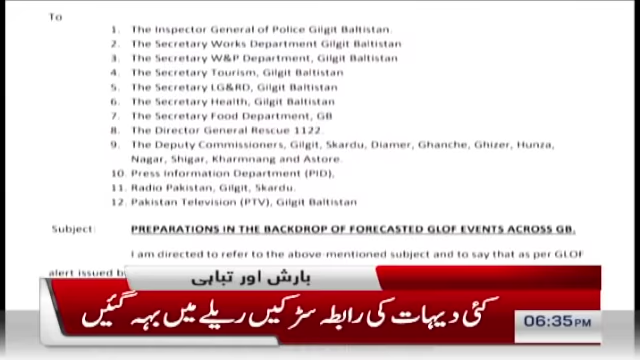 To
1. The Inspector General of Police Gilgit Baltistan.
2. The Secretary Works Department Gilgit Baltistan
3. The Secretary W&P Department, Gilgit Baltistan
4. The Secretary Tourism, Gilgit Baltistan
5. The Secretary LG&RD, Gilgit Baltistan
6. The Secretary Health, Gilgit Baltistan
7. The Secretary Food Department, GB
8. The Director General Rescue 1122.
9. The Deputy Commissioners, Gilgit, Skardu, Diamer, Ghanche, Ghizer, Hunza,
Nagar, Shigar, Kharmnang and Astore.
10. Press Information Department (PID),
11. Radio Pakistan, Gilgit, Skardu.
12. Pakistan Television (PTV), Gilgit Baltistan
Subject: PREPARATIONS IN THE BACKDROP OF FORECASTED GLOF EVENTS ACROSS GB.
I am directed to refer to the above-mentioned subject and to say that as per GLOF
alert issued by
بارش اور تباہی
کئی دیہات کی رابطہ سڑکیں ریلے میں بہہ گئیں
06:35PM